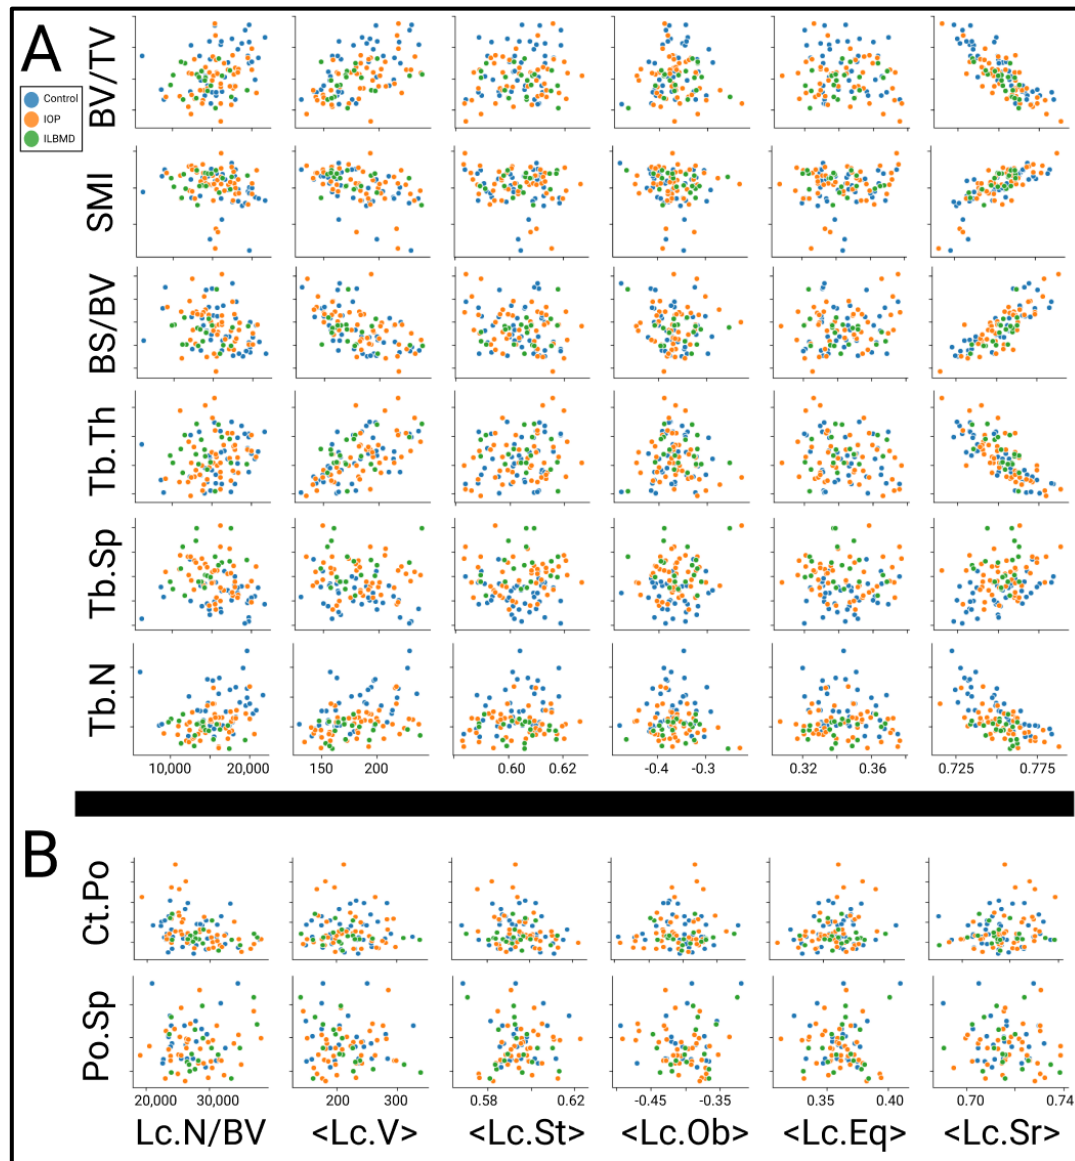 A
BV/TV
Control
IOP
ILBMD
SMI
BS/BV
Tb.Th
Tb.Sp
Tb.N
10,000 20,000 150 200 0.60 0.62 -0.4 -0.3 0.32 0.36 0.725 0.775
B
Ct.Po
Po.Sp
20,000 30,000 200 300 0.58 0.62 -0.45 -0.35 0.35 0.40 0.70 0.74
Lc.N/BV <Lc.V> <Lc.St> <Lc.Ob> <Lc.Eq> <Lc.Sr>